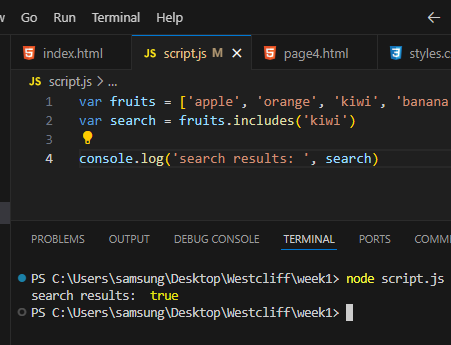 Go Run Terminal Help
index.html JS script.js M page4.html
JS script.js > ...
1 var fruits = ['apple', 'orange', 'kiwi', 'banana
2 var search = fruits.includes('kiwi')
3
4 console.log('search results: ', search)
PROBLEMS OUTPUT DEBUG CONSOLE TERMINAL PORTS
PS C:\Users\samsung\Desktop\Westcliff\week1> node script.js
search results:  true
PS C:\Users\samsung\Desktop\Westcliff\week1>